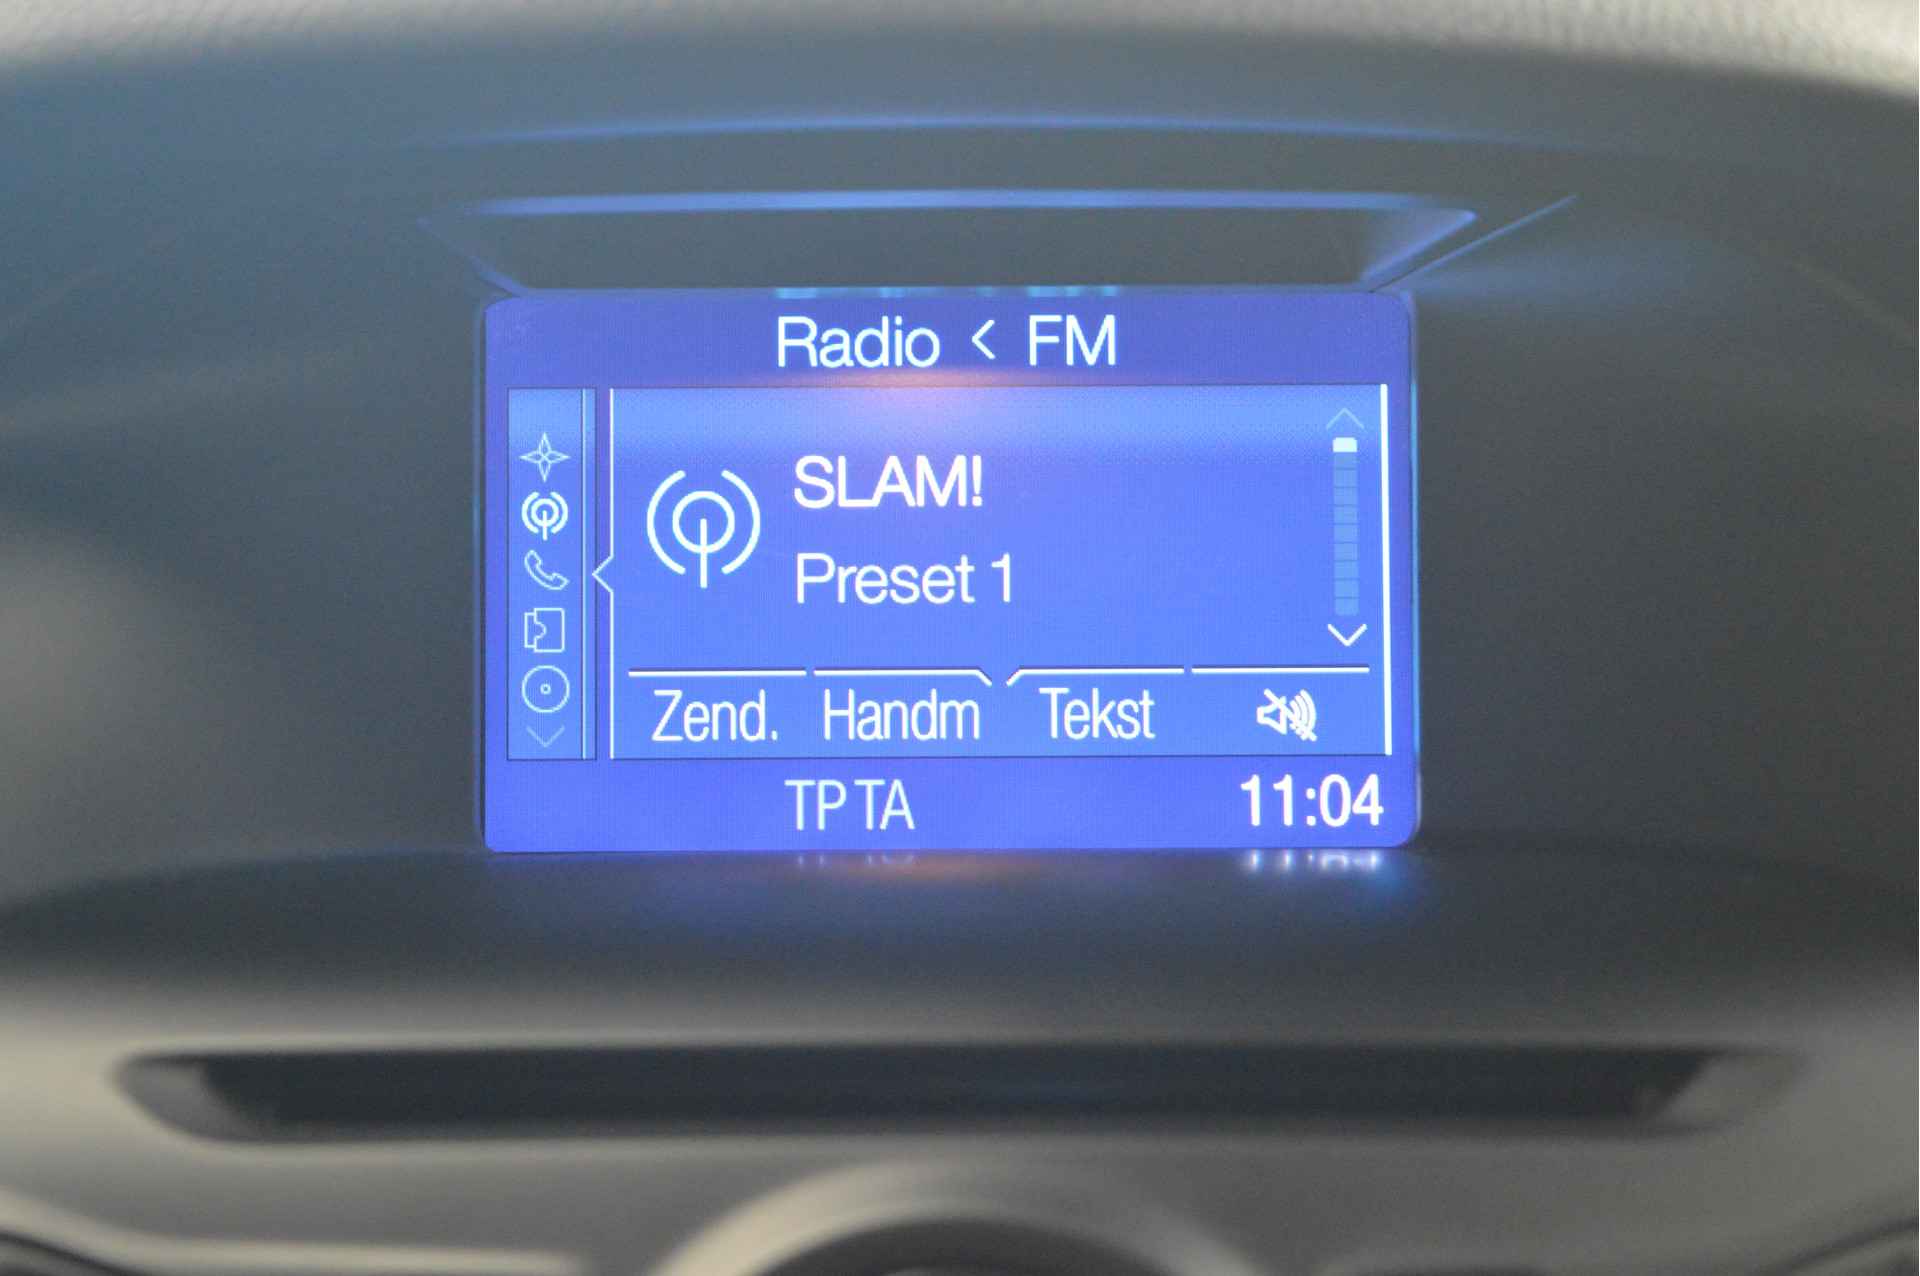 Radio < FM
SLAM!
Preset 1
Zend. Handm Tekst
TP TA 11:04